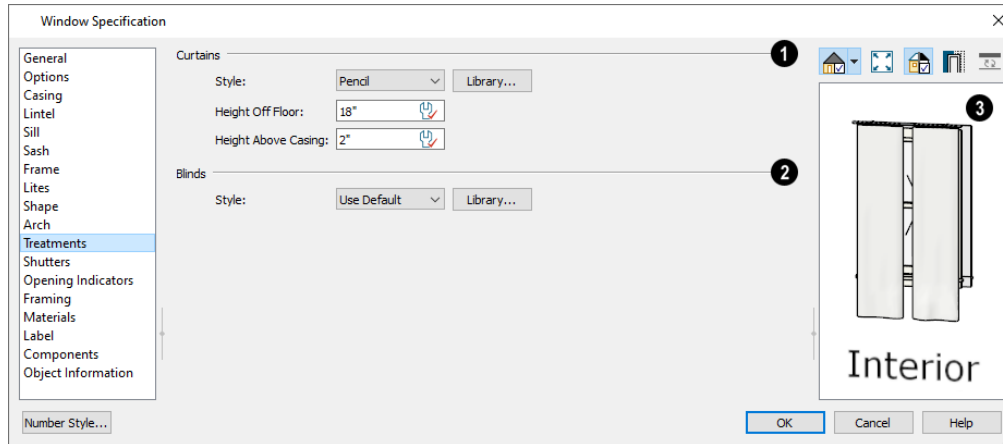 Window Specification
General
Options
Casing
Lintel
Sill
Sash
Frame
Lites
Shape
Arch
Treatments
Shutters
Opening Indicators
Framing
Materials
Label
Components
Object Information
Number Style...
Curtains
1
Style: Pencil Library...
Height Off Floor: 18"
Height Above Casing: 2"
Blinds
2
Style: Use Default Library...
3
Interior
OK Cancel Help